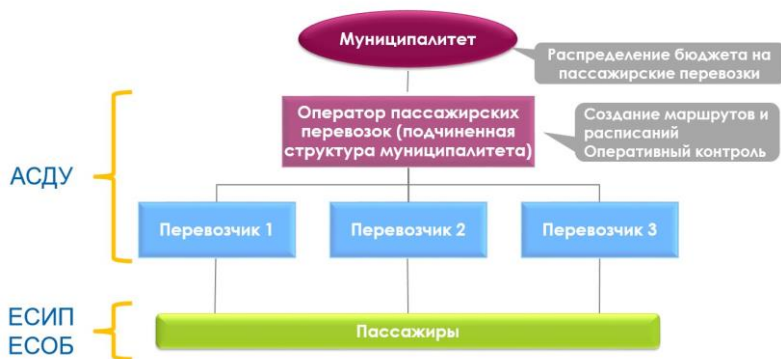 Муниципалитет
Распределение бюджета на
пассажирские перевозки
Оператор пассажирских
перевозок (подчиненная
структура муниципалитета)
Создание маршрутов и
расписаний
Оперативный контроль
АСДУ
Перевозчик 1
Перевозчик 2
Перевозчик 3
ЕСИП
ЕСОБ
Пассажиры